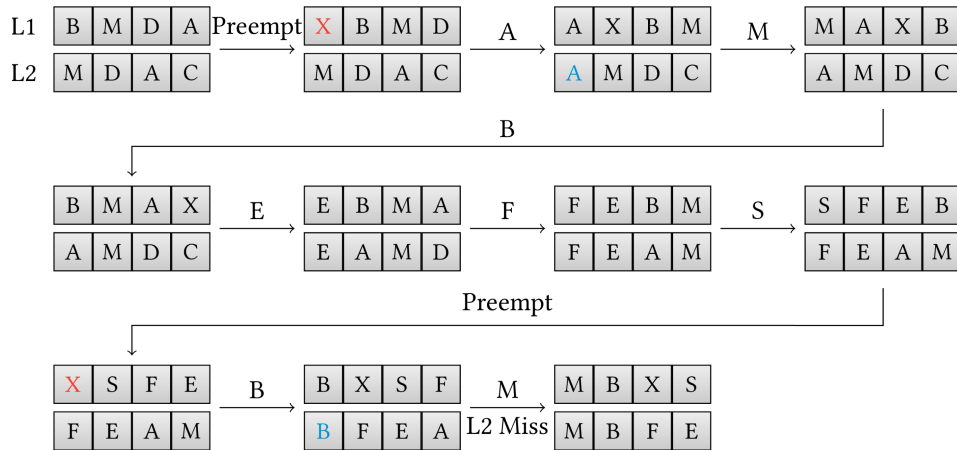 L1 B M D A Preempt X B M D A A X B M M M A X B
L2 M D A C M D A C A M D C A M D C
B
B M A X E E B M A F F E B M S S F E B
A M D C E A M D F E A M F E A M
Preempt
X S F E B B X S F M M B X S
F E A M B F E A L2 Miss M B F E